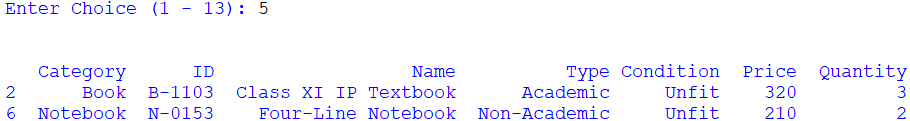 Enter Choice (1 - 13): 5
Category ID Name Type Condition Price Quantity
2 Book B-1103 Class XI IP Textbook Academic Unfit 320 3
6 Notebook N-0153 Four-Line Notebook Non-Academic Unfit 210 2